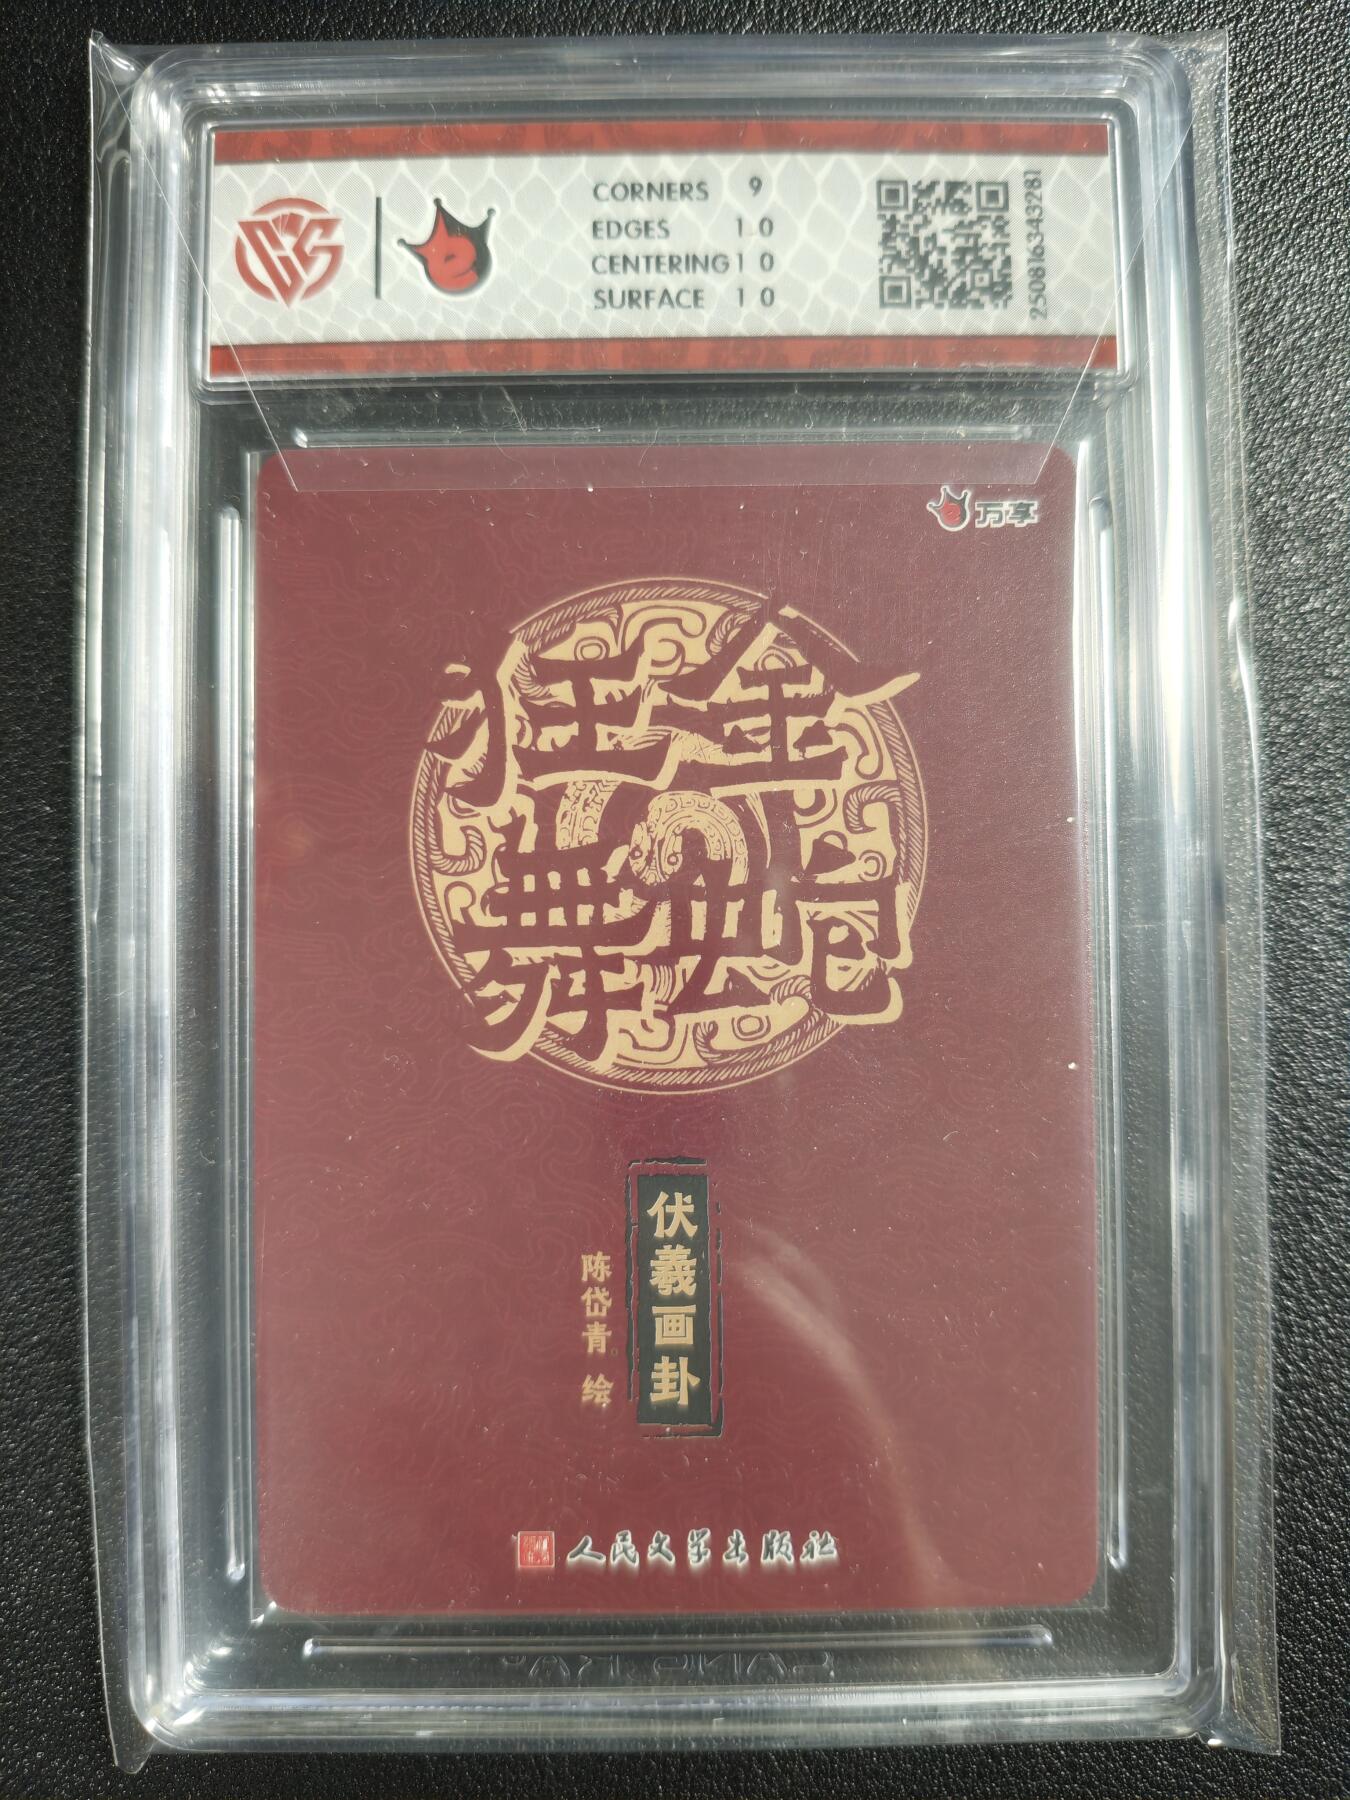 CORNERS 9
EDGES 10
CENTERING 10
SURFACE 10
万享
金蛇
狂舞
伏羲画卦
陈岱青。绘
人民文学出版社